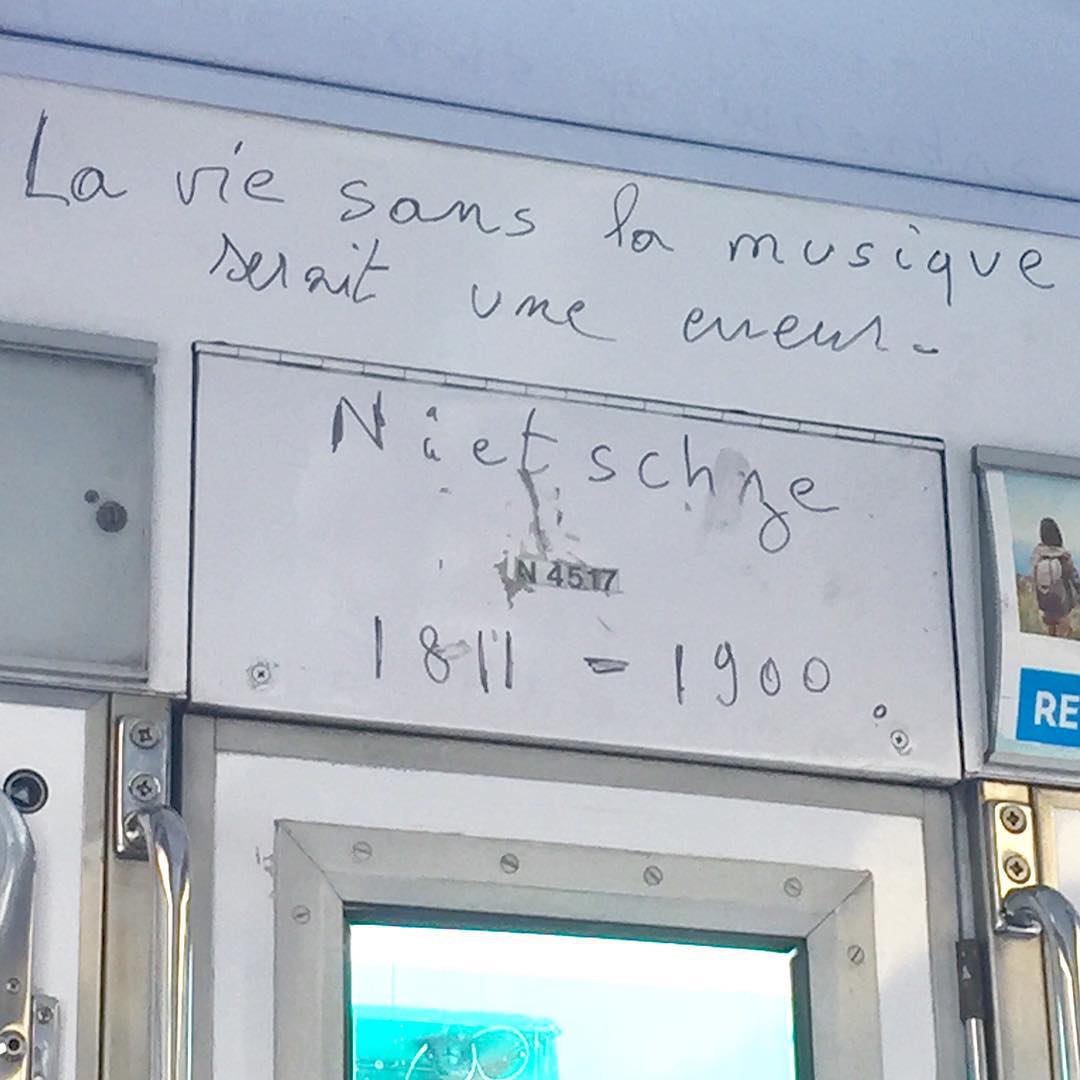 La vie sans la musique
serait une erreur.
Nietschze
N 4517
1811 - 1900
RE